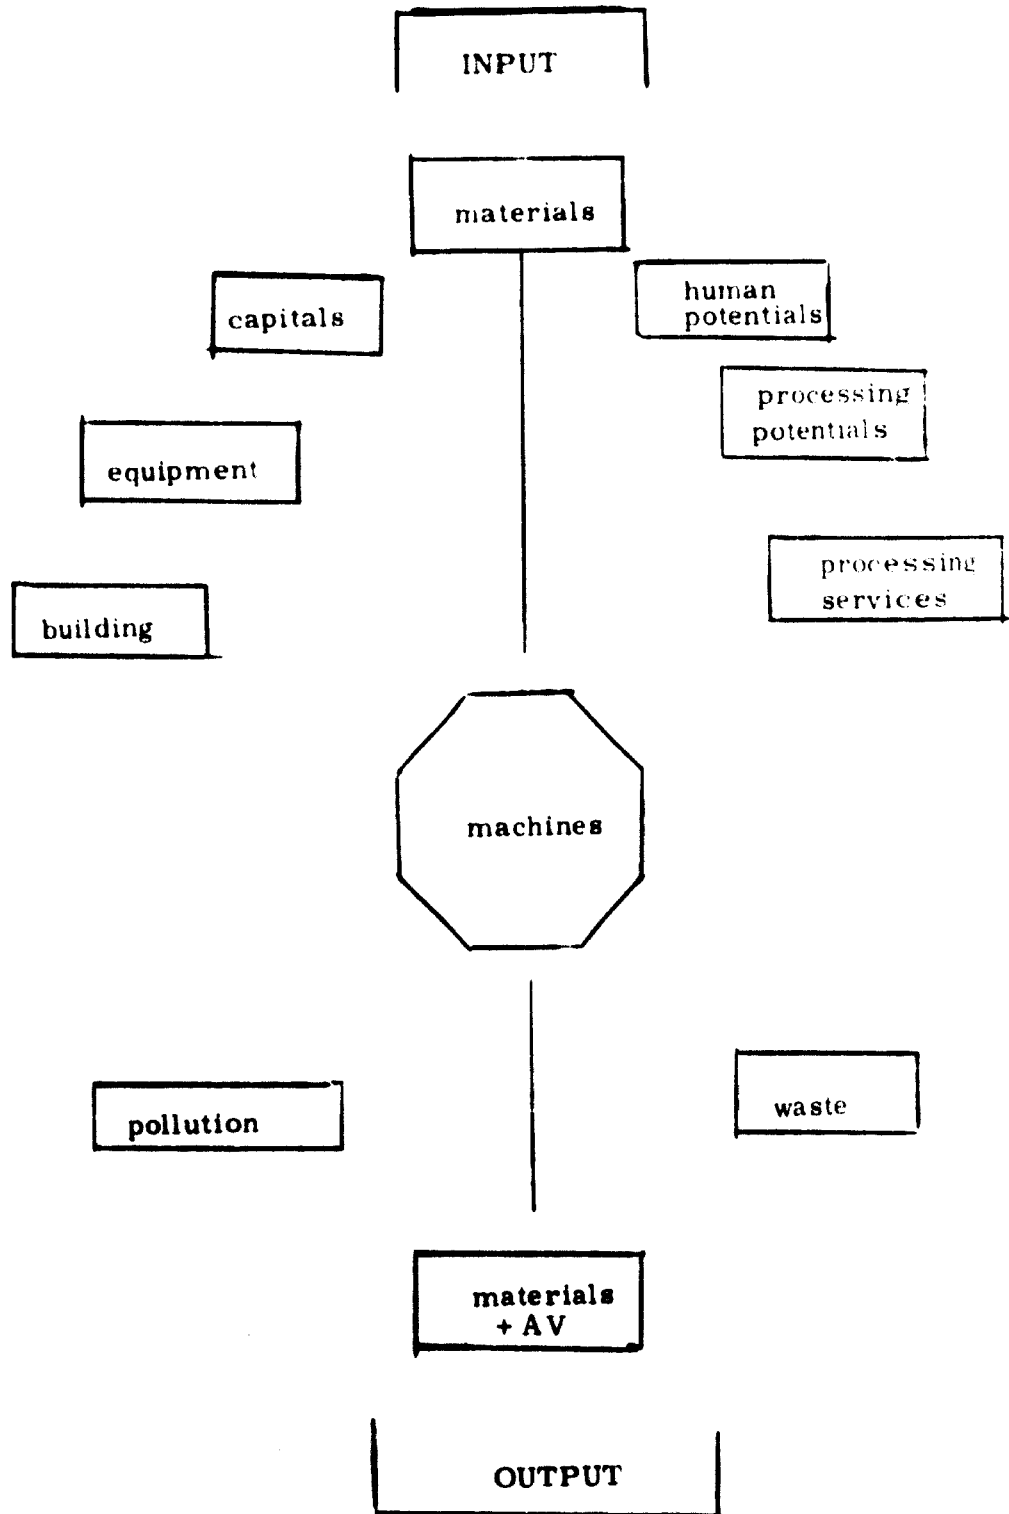 INPUT
materials
capitals
human
potentials
processing
potentials
equipment
processing
services
building
machines
pollution
waste
materials
+ AV
OUTPUT